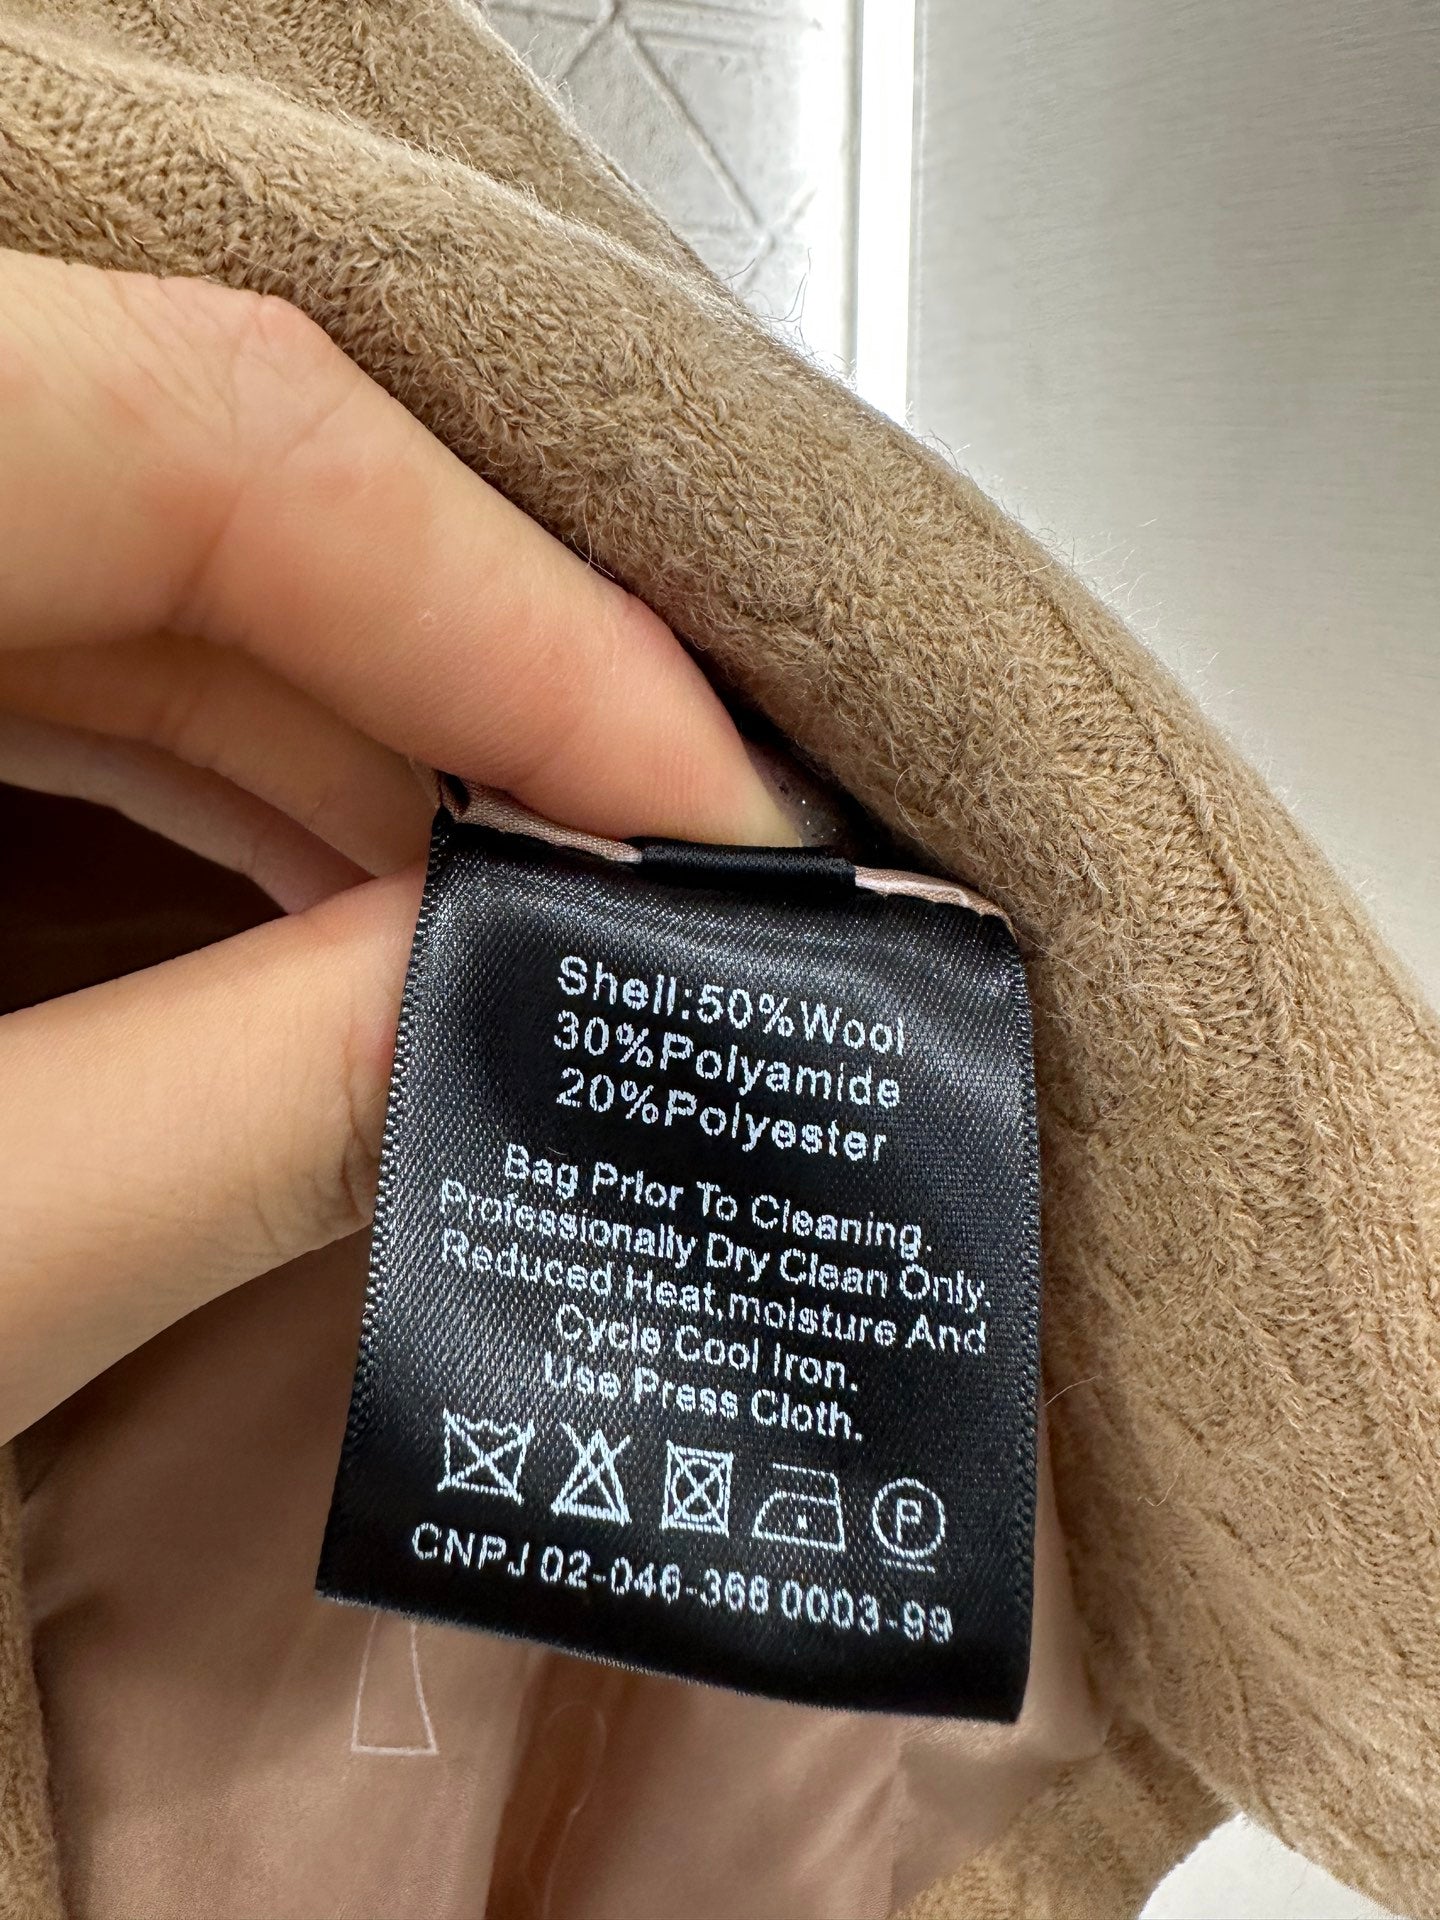 Shell:50%Wool
30%Polyamide
20%Polyester
Bag Prior To Cleaning.
Professionally Dry Clean Only.
Reduced Heat,moisture And
Cycle Cool Iron.
Use Press Cloth.
P
CNPJ 02-046-368 0003-99